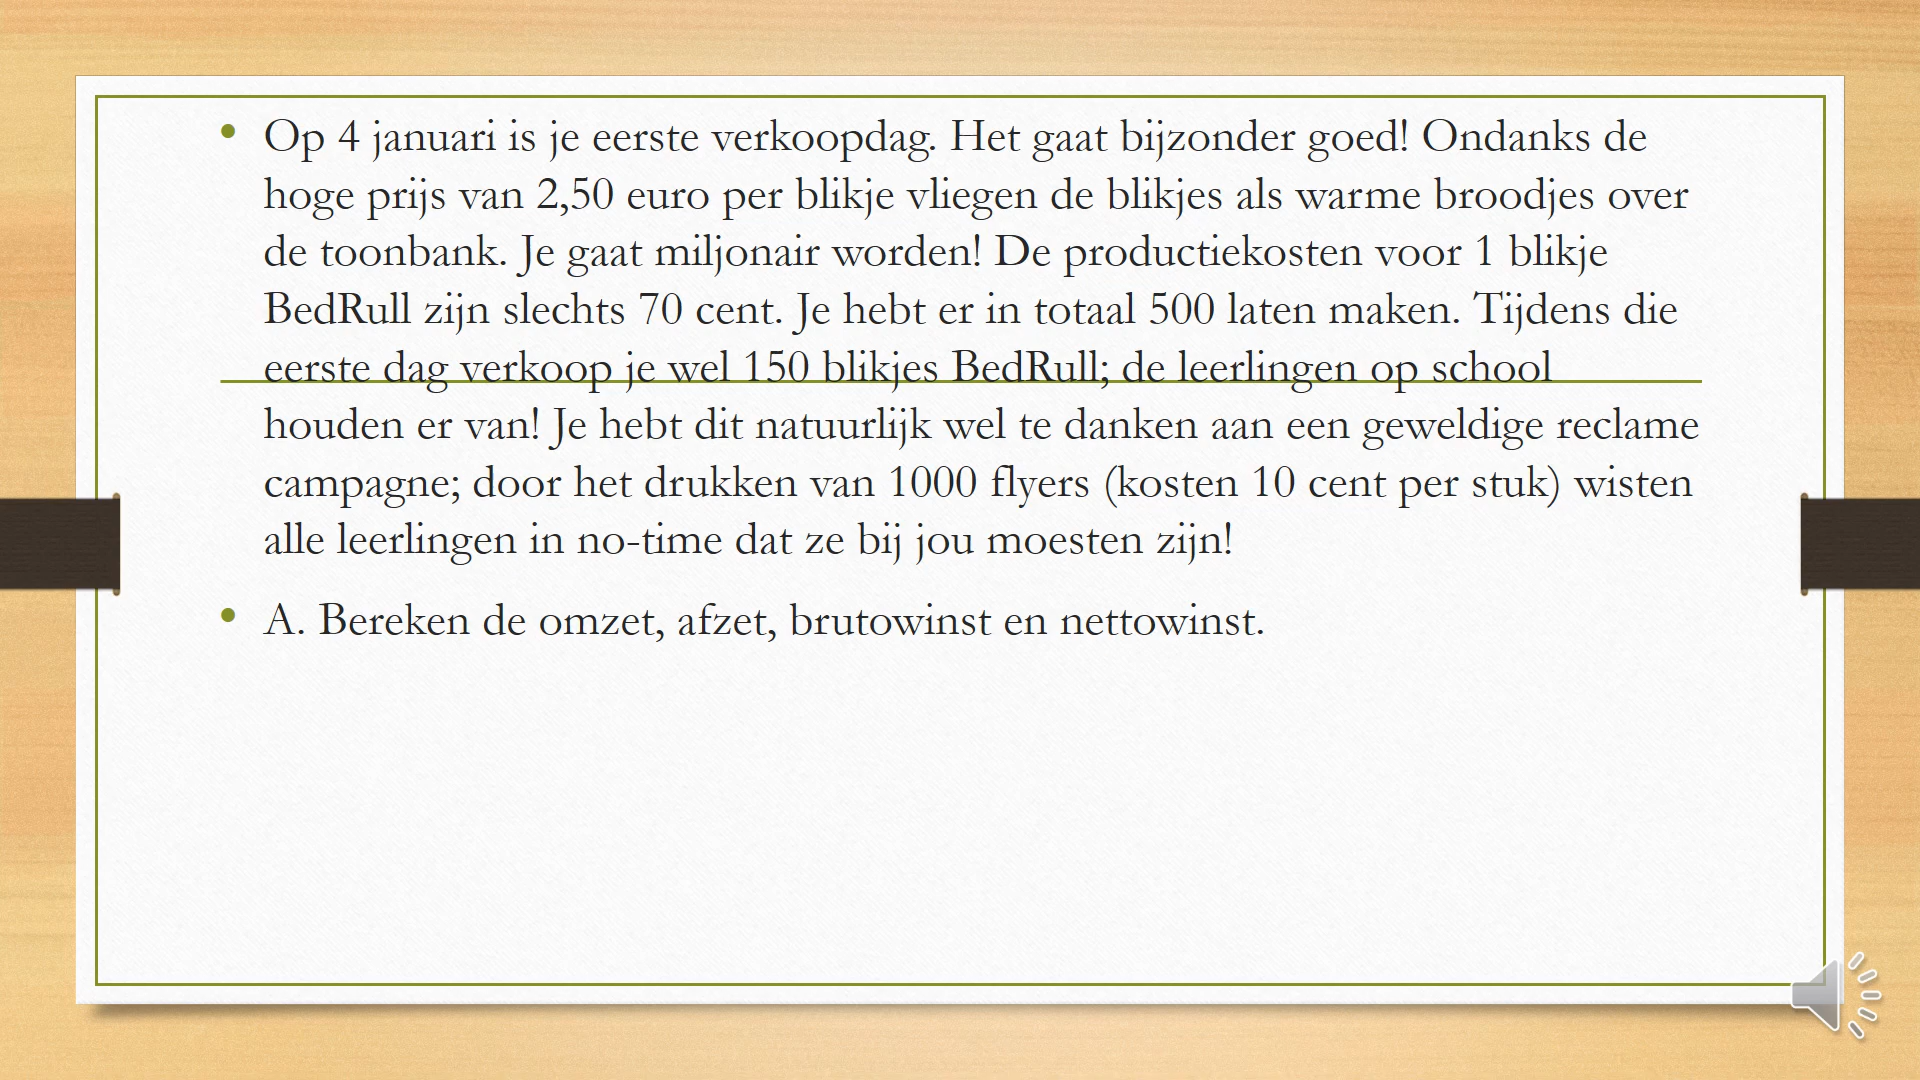 • Op 4 januari is je eerste verkoopdag. Het gaat bijzonder goed! Ondanks de
hoge prijs van 2,50 euro per blikje vliegen de blikjes als warme broodjes over
de toonbank. Je gaat miljonair worden! De productiekosten voor 1 blikje
BedRull zijn slechts 70 cent. Je hebt er in totaal 500 laten maken. Tijdens die
eerste dag verkoop je wel 150 blikjes BedRull; de leerlingen op school
houden er van! Je hebt dit natuurlijk wel te danken aan een geweldige reclame
campagne; door het drukken van 1000 flyers (kosten 10 cent per stuk) wisten
alle leerlingen in no-time dat ze bij jou moesten zijn!
• A. Bereken de omzet, afzet, brutowinst en nettowinst.